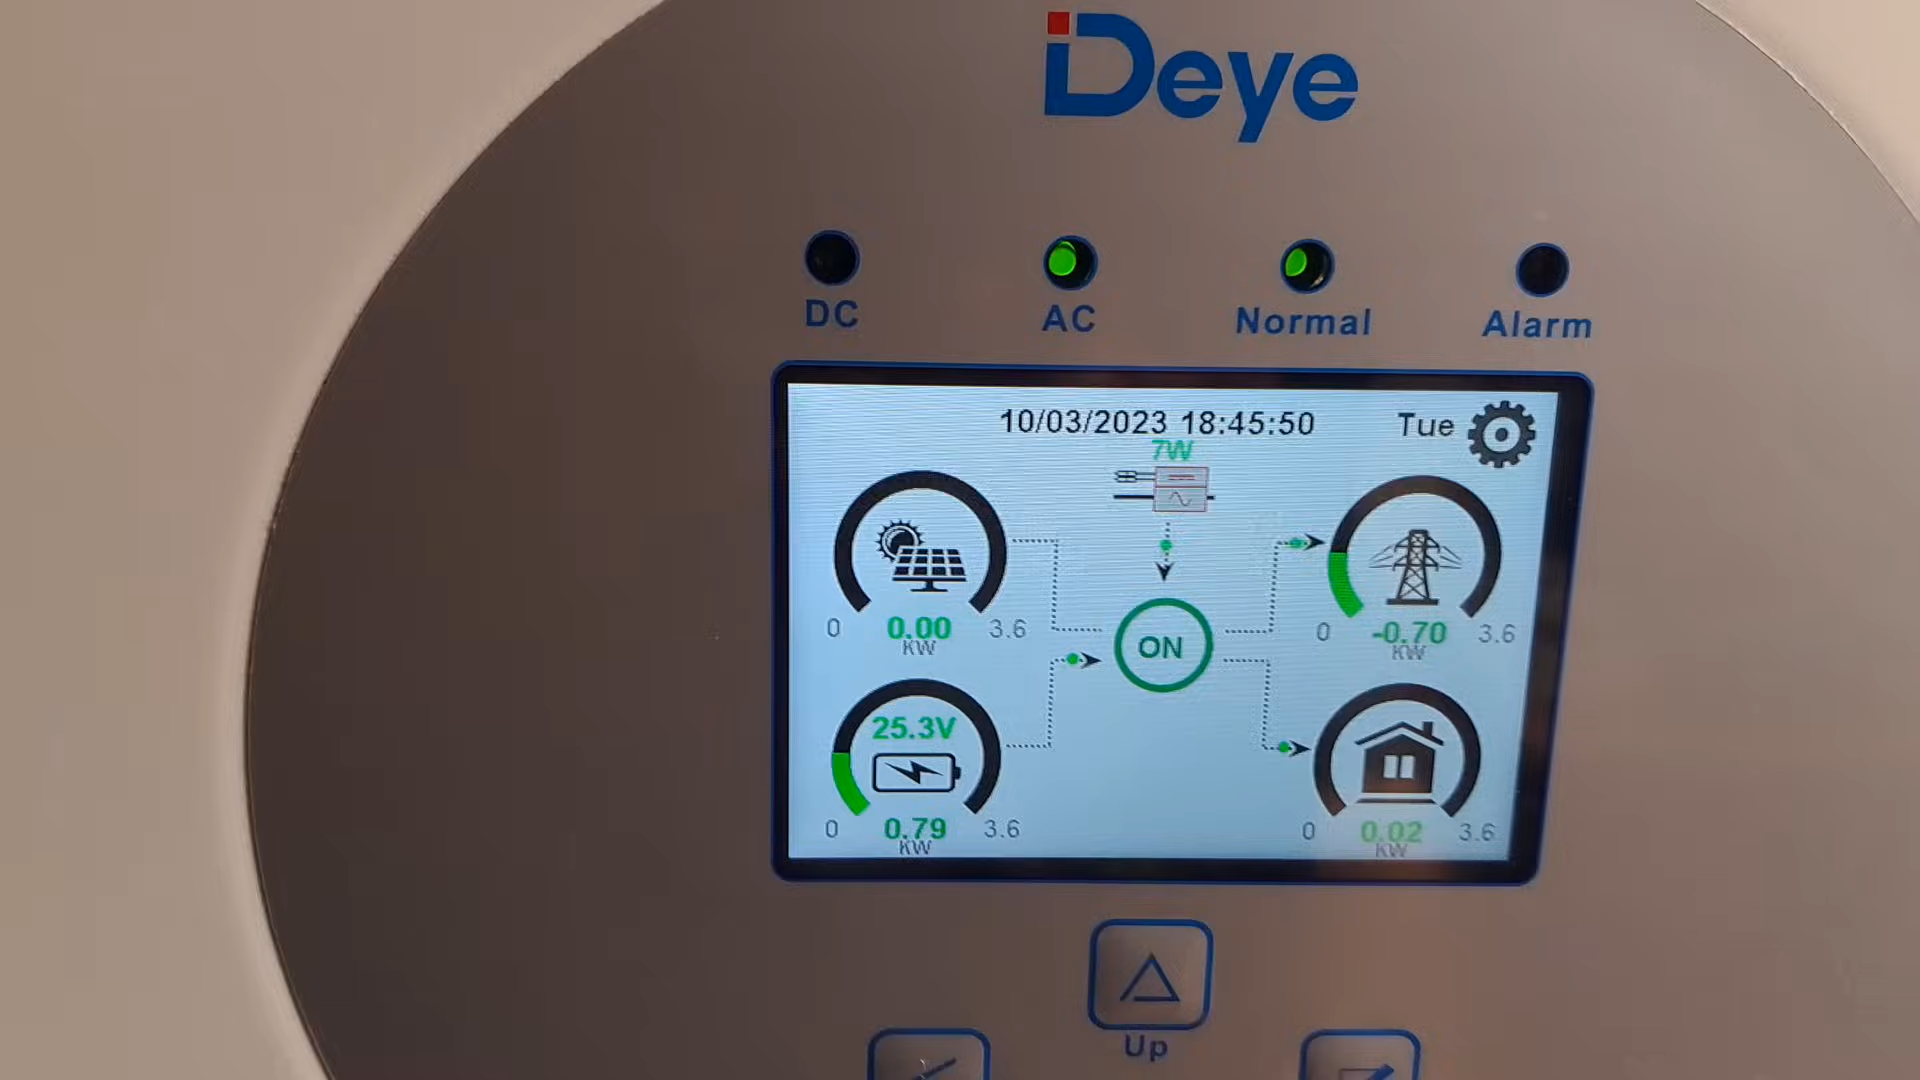 Deye
DC AC Normal Alarm
10/03/2023 18:45:50 Tue
7W
0 0.00 3.6
KW
0 -0.70 3.6
KW
ON
25.3V
0 0.79 3.6
KW
0 0.02 3.6
KW
Up